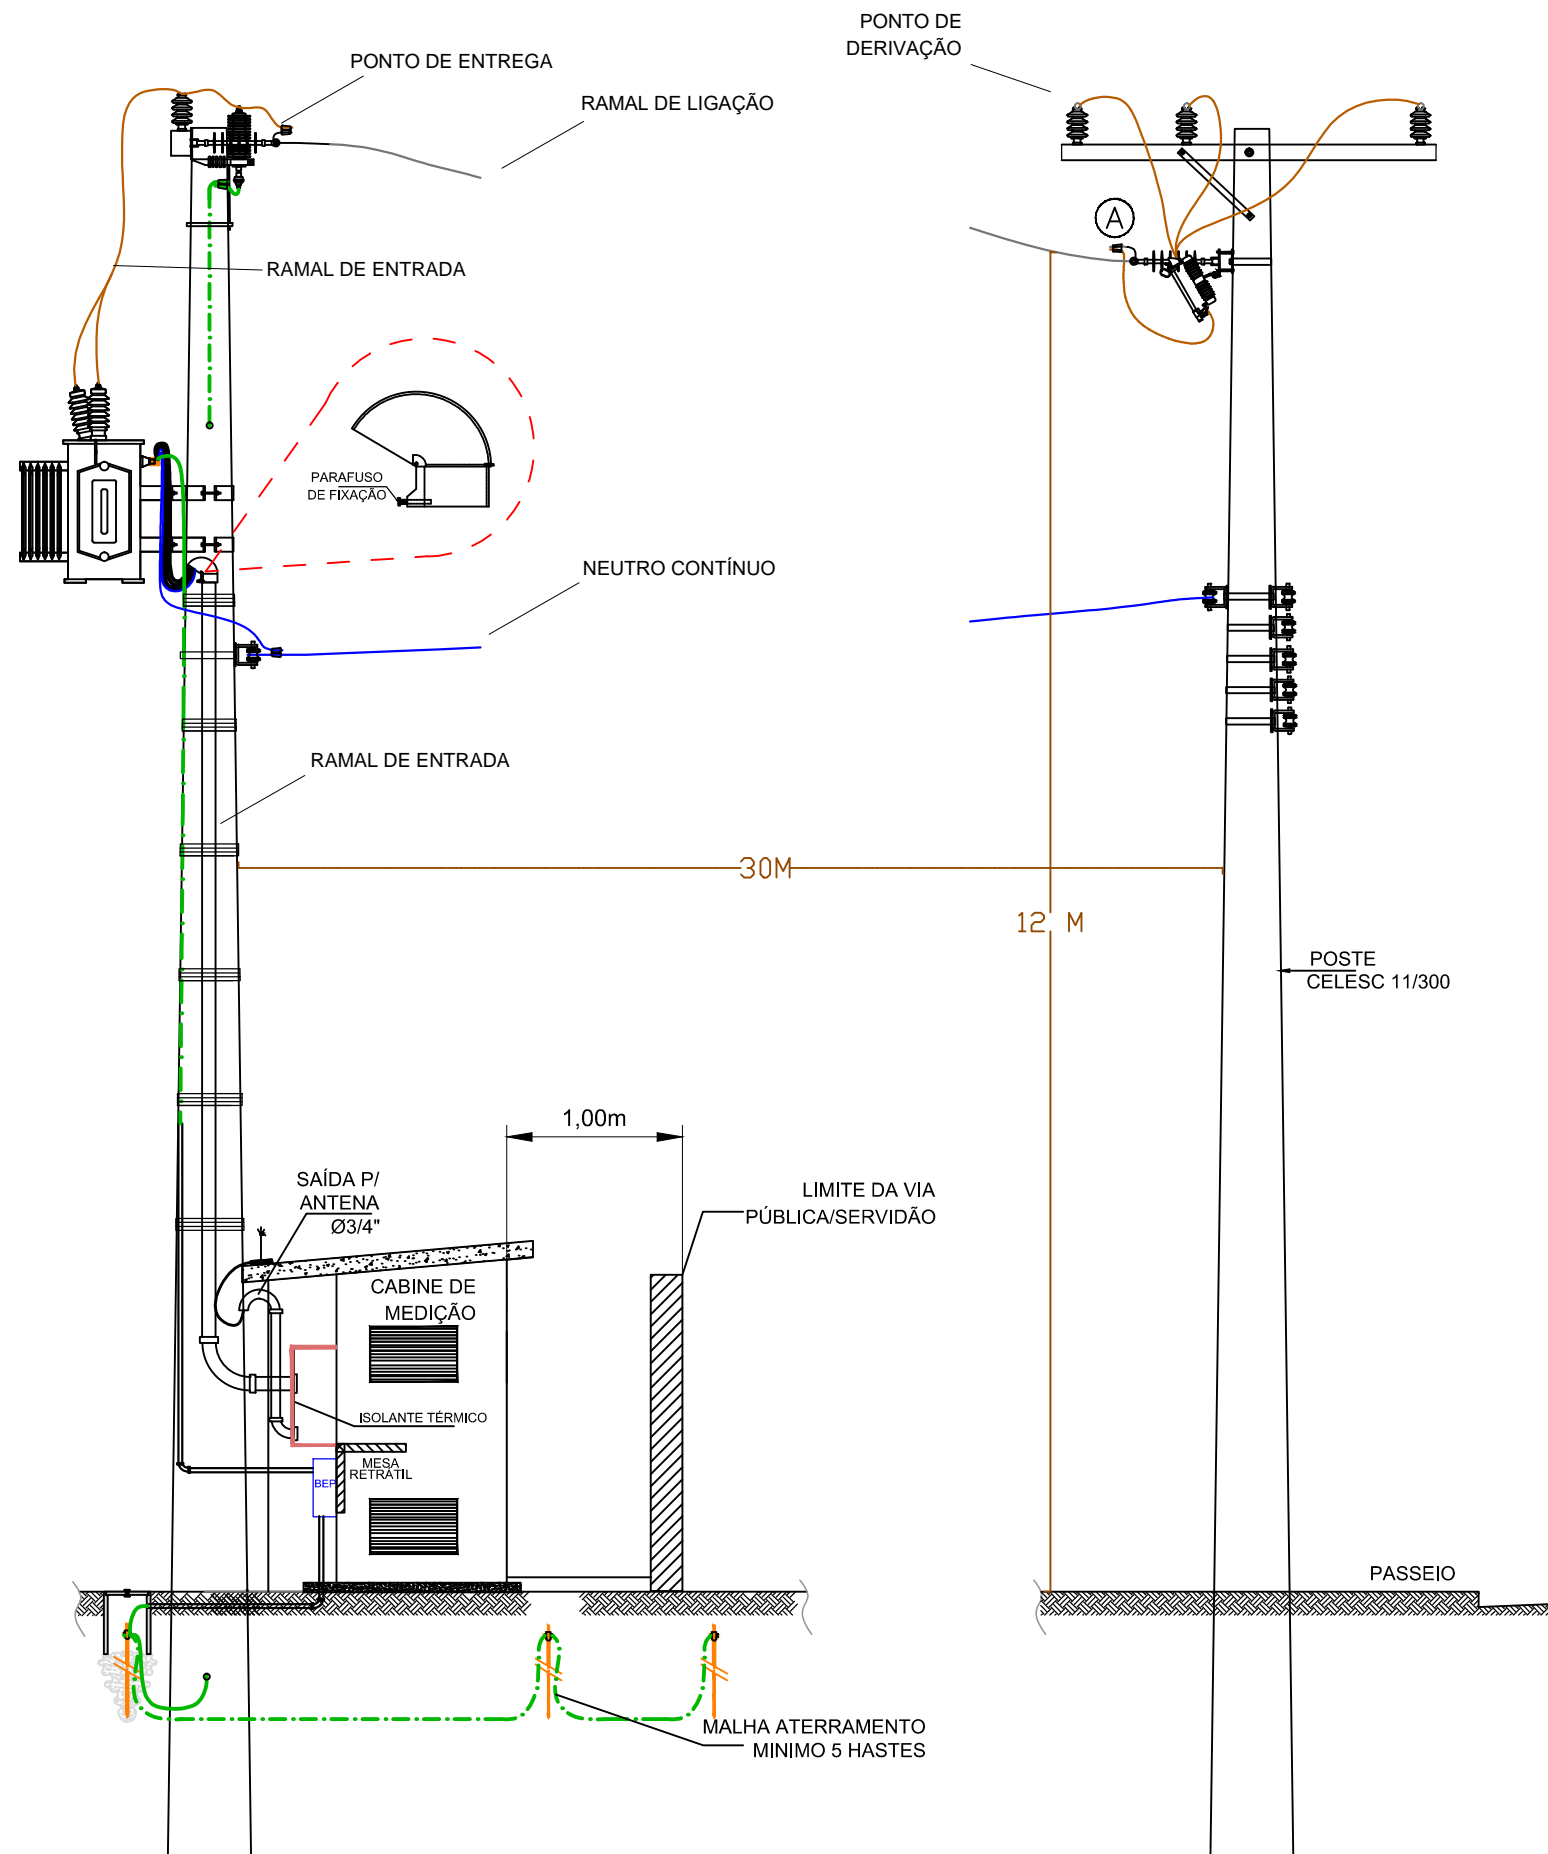 PONTO DE
DERIVAÇÃO
PONTO DE ENTREGA
RAMAL DE LIGAÇÃO
A
RAMAL DE ENTRADA
PARAFUSO
DE FIXAÇÃO
NEUTRO CONTÍNUO
RAMAL DE ENTRADA
30M
12 M
POSTE
CELESC 11/300
1,00m
SAÍDA P/
ANTENA
Ø3/4"
LIMITE DA VIA
PÚBLICA/SERVIDÃO
CABINE DE
MEDIÇÃO
ISOLANTE TÉRMICO
MESA
RETRÁTIL
BEP
PASSEIO
MALHA ATERRAMENTO
MINIMO 5 HASTES